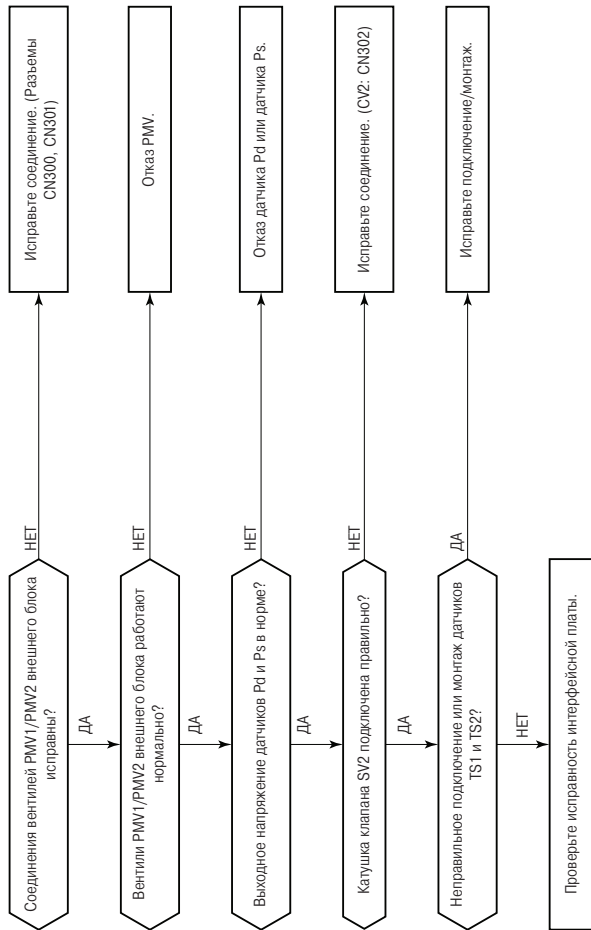 Соединения вентилей PMV1/PMV2 внешнего блока
исправны?
НЕТ
Исправьте соединение. (Разъемы
CN300, CN301)
ДА
Вентили PMV1/PMV2 внешнего блока работают
нормально?
НЕТ
Отказ PMV.
ДА
Выходное напряжение датчиков Pd и Ps в норме?
НЕТ
Отказ датчика Pd или датчика Ps.
ДА
Катушка клапана SV2 подключена правильно?
НЕТ
Исправьте соединение. (CV2: CN302)
ДА
Неправильное подключение или монтаж датчиков
TS1 и TS2?
ДА
Исправьте подключение/монтаж.
НЕТ
Проверьте исправность интерфейсной платы.